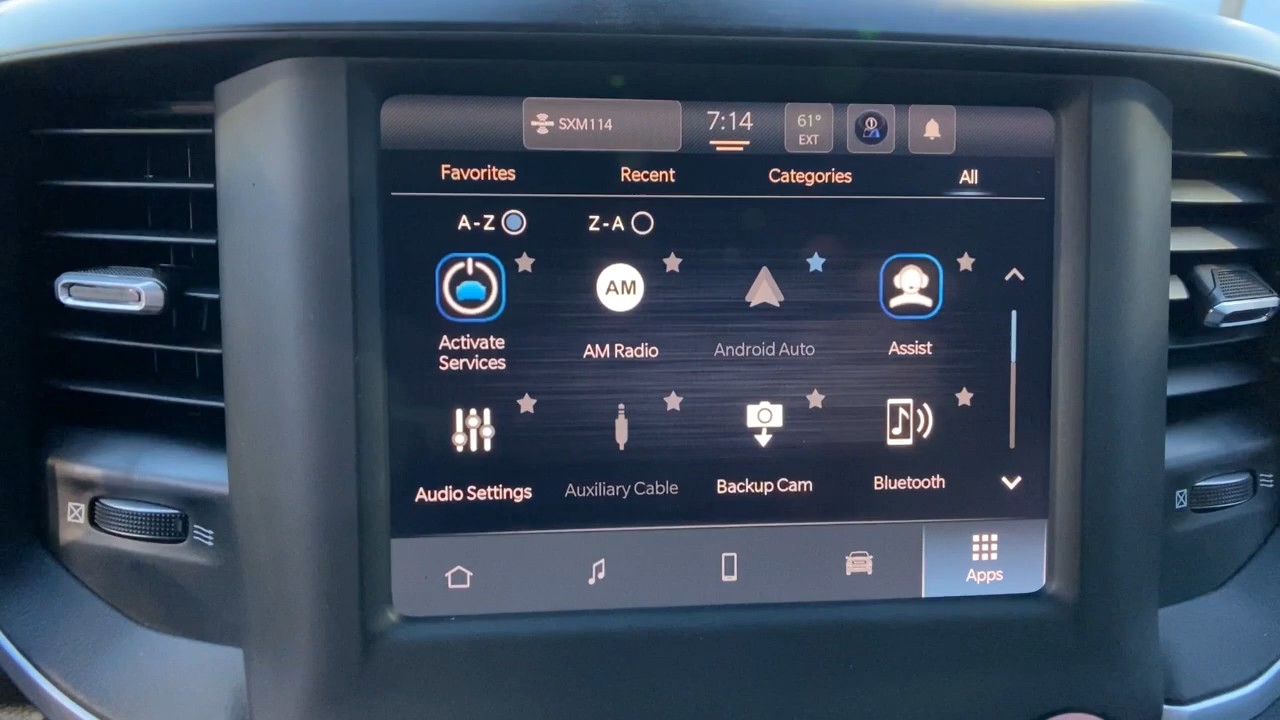 SXM114
7:14
61°
EXT
Favorites
Recent
Categories
All
A-Z
Z-A
Activate
Services
AM
AM Radio
Android Auto
Assist
Audio Settings
Auxiliary Cable
Backup Cam
Bluetooth
Apps